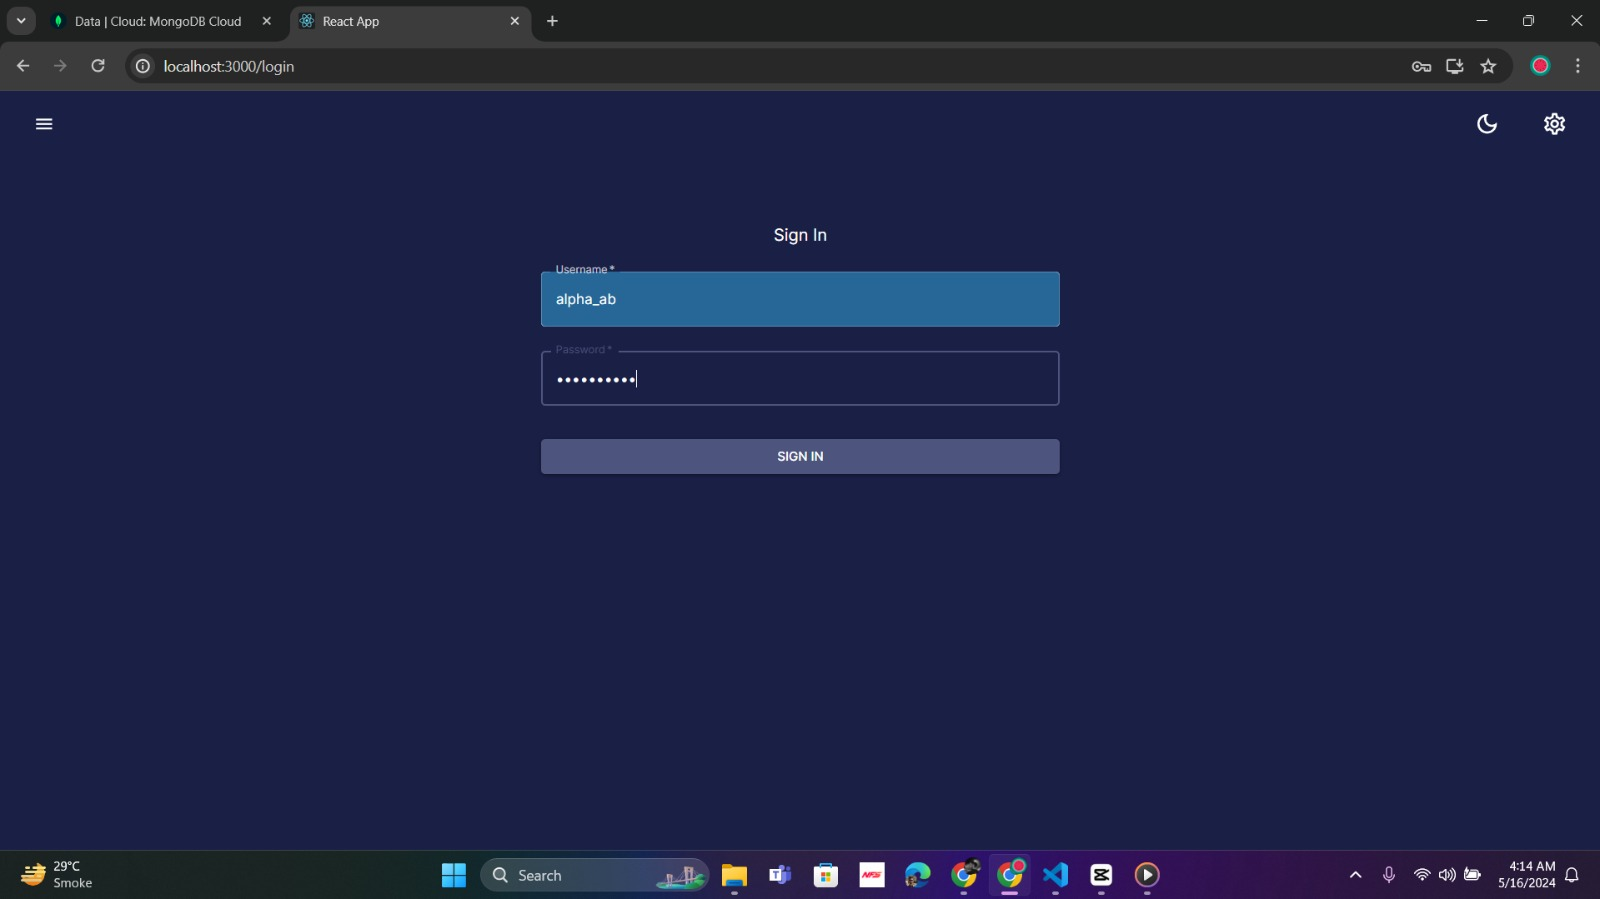 Data | Cloud: MongoDB Cloud
React App
localhost:3000/login
Sign In
Username *
alpha_ab
Password *
••••••••••
SIGN IN
29°C
Smoke
Search
NFS
4:14 AM
5/16/2024